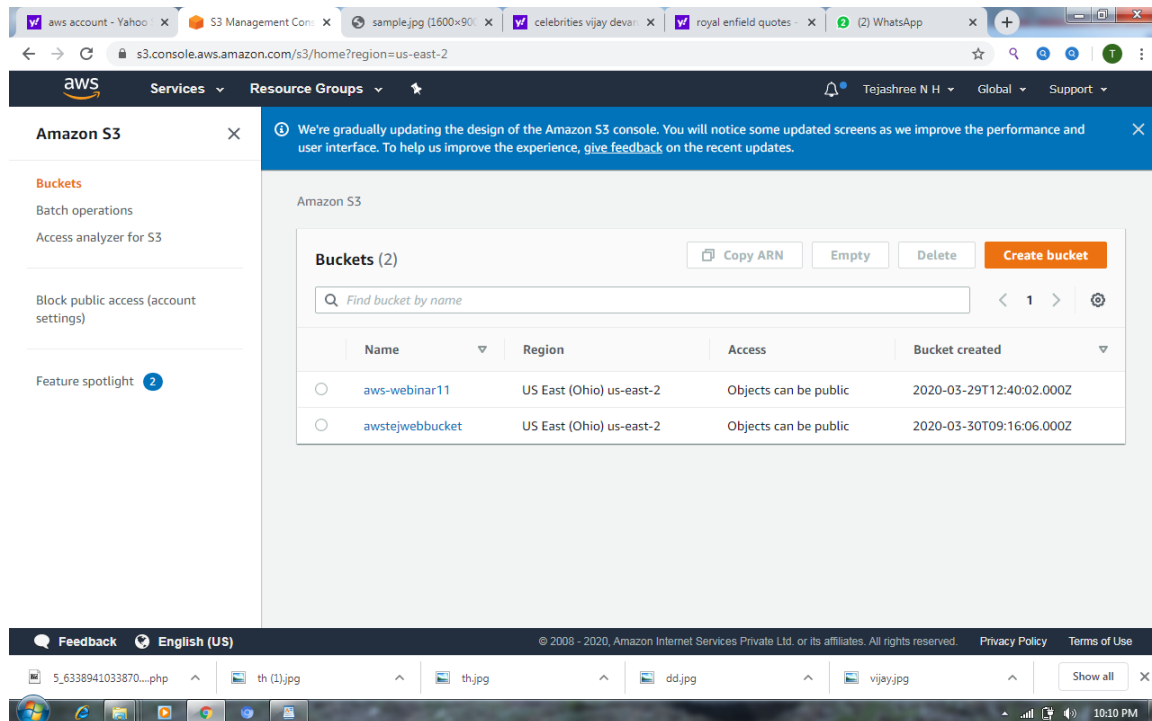 aws account - Yahoo
S3 Management Con
sample.jpg (1600×90
celebrities vijay devar
royal enfield quotes -
(2) WhatsApp
s3.console.aws.amazon.com/s3/home?region=us-east-2
T
aws
Services
Resource Groups
Tejashree N H
Global
Support
Amazon S3
We're gradually updating the design of the Amazon S3 console. You will notice some updated screens as we improve the performance and
user interface. To help us improve the experience, give feedback on the recent updates.
Buckets
Batch operations
Access analyzer for S3
Block public access (account
settings)
Feature spotlight 2
Amazon S3
Buckets (2)
Copy ARN
Empty
Delete
Create bucket
Find bucket by name
1
Name Region Access Bucket created
aws-webinar11 US East (Ohio) us-east-2 Objects can be public 2020-03-29T12:40:02.000Z
awstejwebbucket US East (Ohio) us-east-2 Objects can be public 2020-03-30T09:16:06.000Z
Feedback
English (US)
© 2008 - 2020, Amazon Internet Services Private Ltd. or its affiliates. All rights reserved.
Privacy Policy
Terms of Use
5_6338941033870....php
th (1).jpg
th.jpg
dd.jpg
vijay.jpg
Show all
10:10 PM